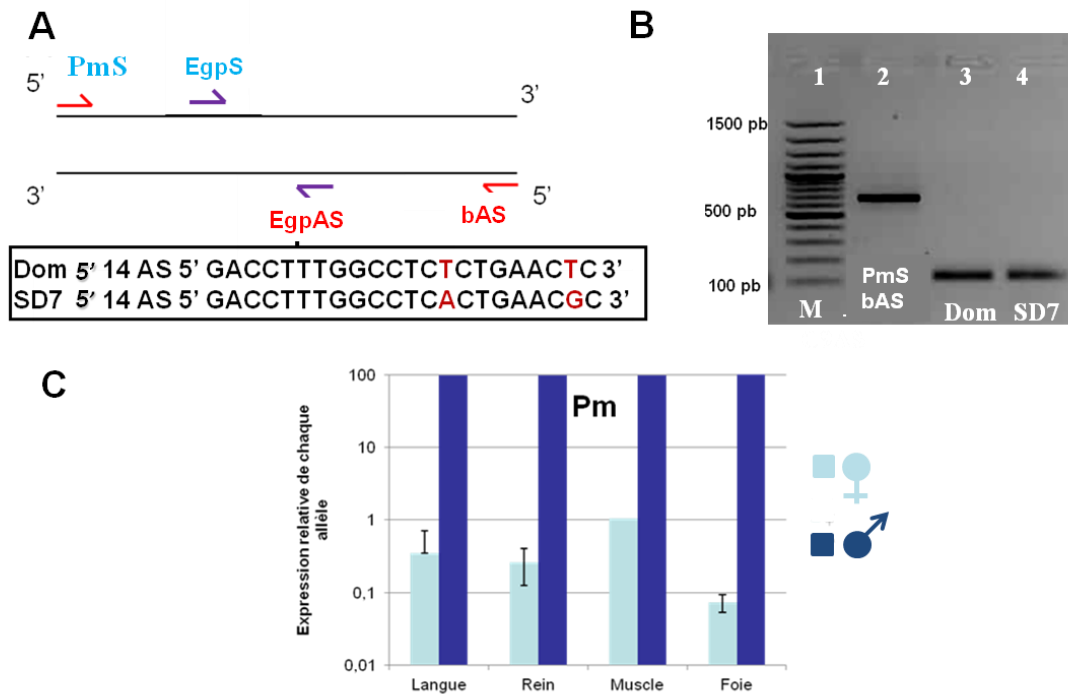 A
PmS
EgpS
5’
3’
3’
5’
EgpAS
bAS
Dom 5’ 14 AS 5’ GACCTTTGGCCTCTCTGAACTC 3’
SD7 5’ 14 AS 5’ GACCTTTGGCCTCACTGAACGC 3’
B
1 2 3 4
1500 pb
500 pb
100 pb
PmS
bAS
M Dom SD7
C
Expression relative de chaque
allèle
100
10
1
0,1
0,01
Pm
Langue Rein Muscle Foie